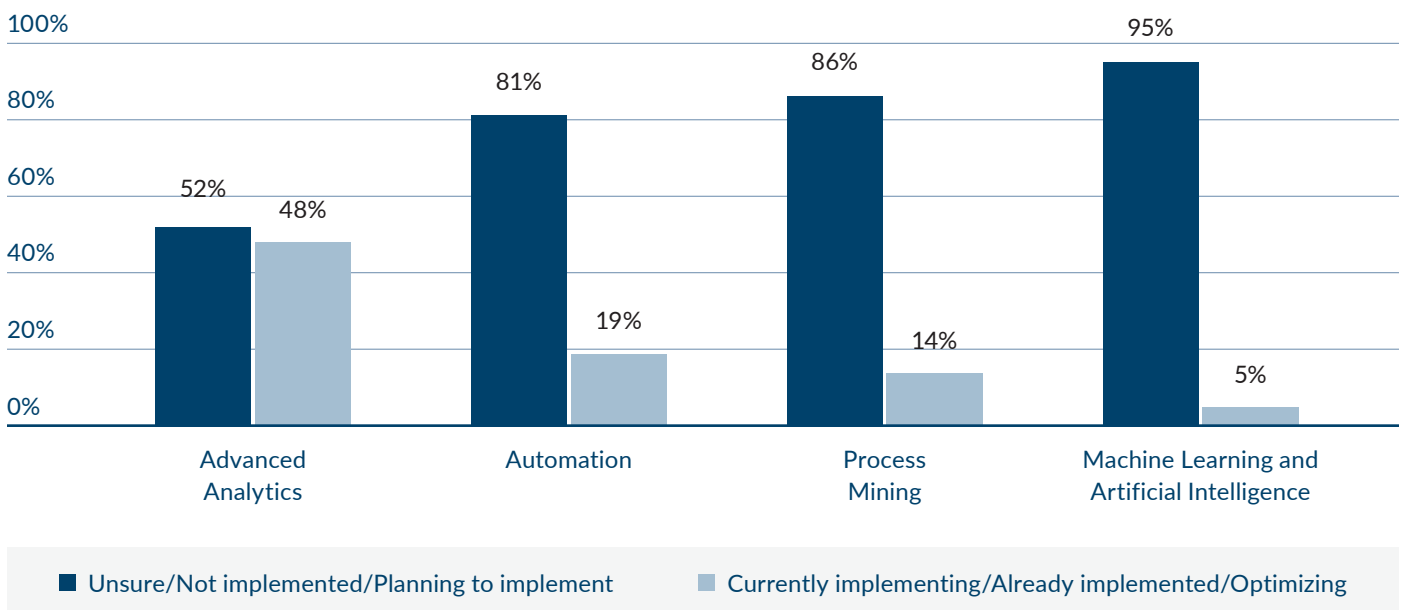 100%
80%
60%
40%
20%
0%
52%
48%
81%
19%
86%
14%
95%
5%
Advanced
Analytics
Automation
Process
Mining
Machine Learning and
Artificial Intelligence
Unsure/Not implemented/Planning to implement
Currently implementing/Already implemented/Optimizing